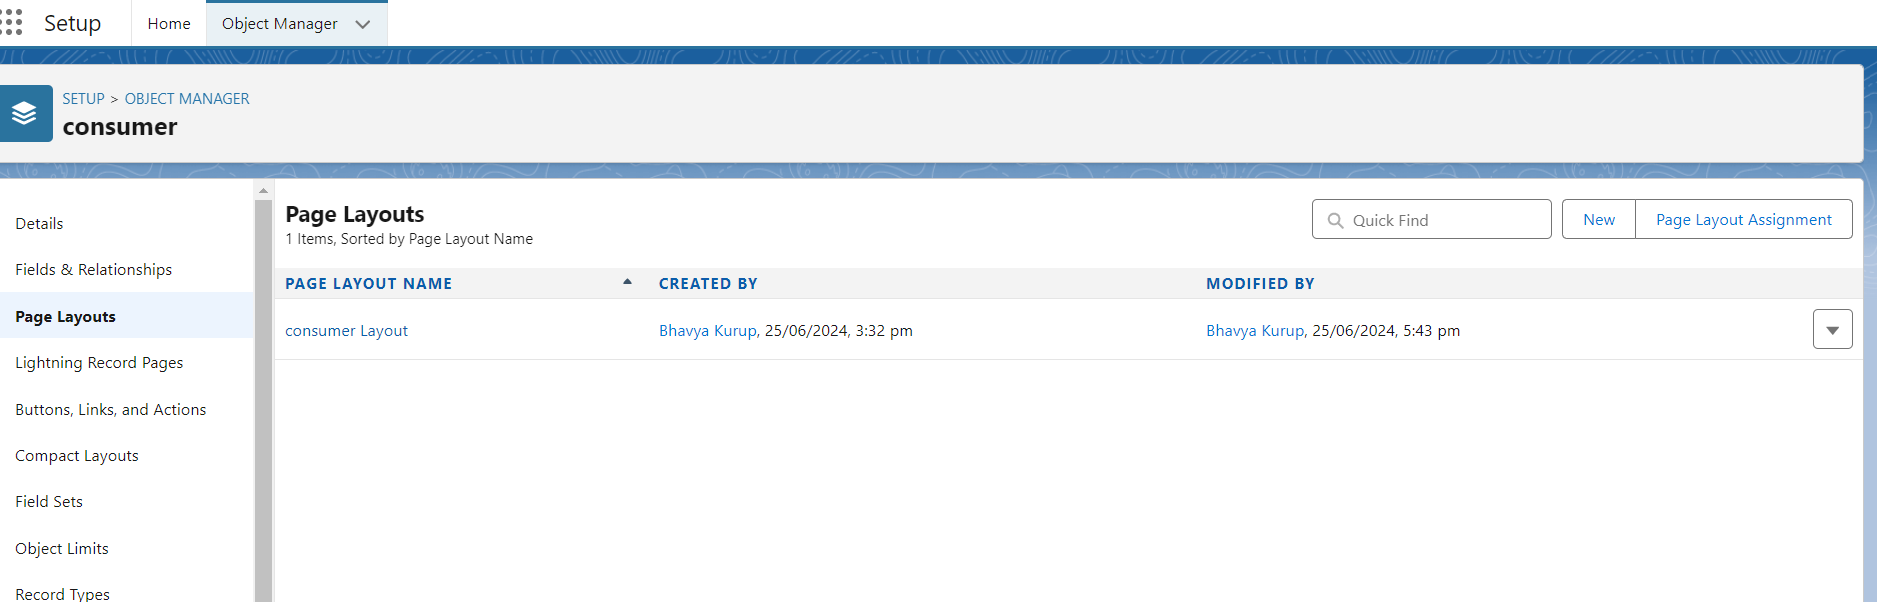 Setup
Home
Object Manager
SETUP > OBJECT MANAGER
consumer
Details
Fields & Relationships
Page Layouts
Lightning Record Pages
Buttons, Links, and Actions
Compact Layouts
Field Sets
Object Limits
Record Types
Page Layouts
1 Items, Sorted by Page Layout Name
Quick Find
New
Page Layout Assignment
PAGE LAYOUT NAME CREATED BY MODIFIED BY
consumer Layout Bhavya Kurup, 25/06/2024, 3:32 pm Bhavya Kurup, 25/06/2024, 5:43 pm